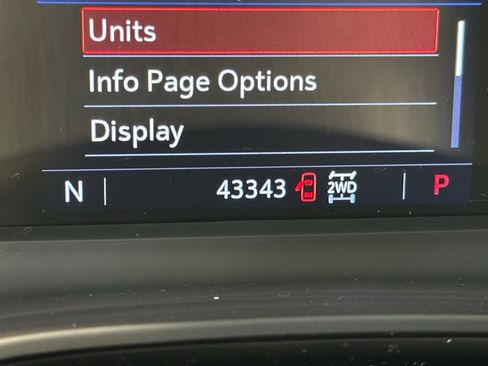 Units
Info Page Options
Display
N 43343 2WD P